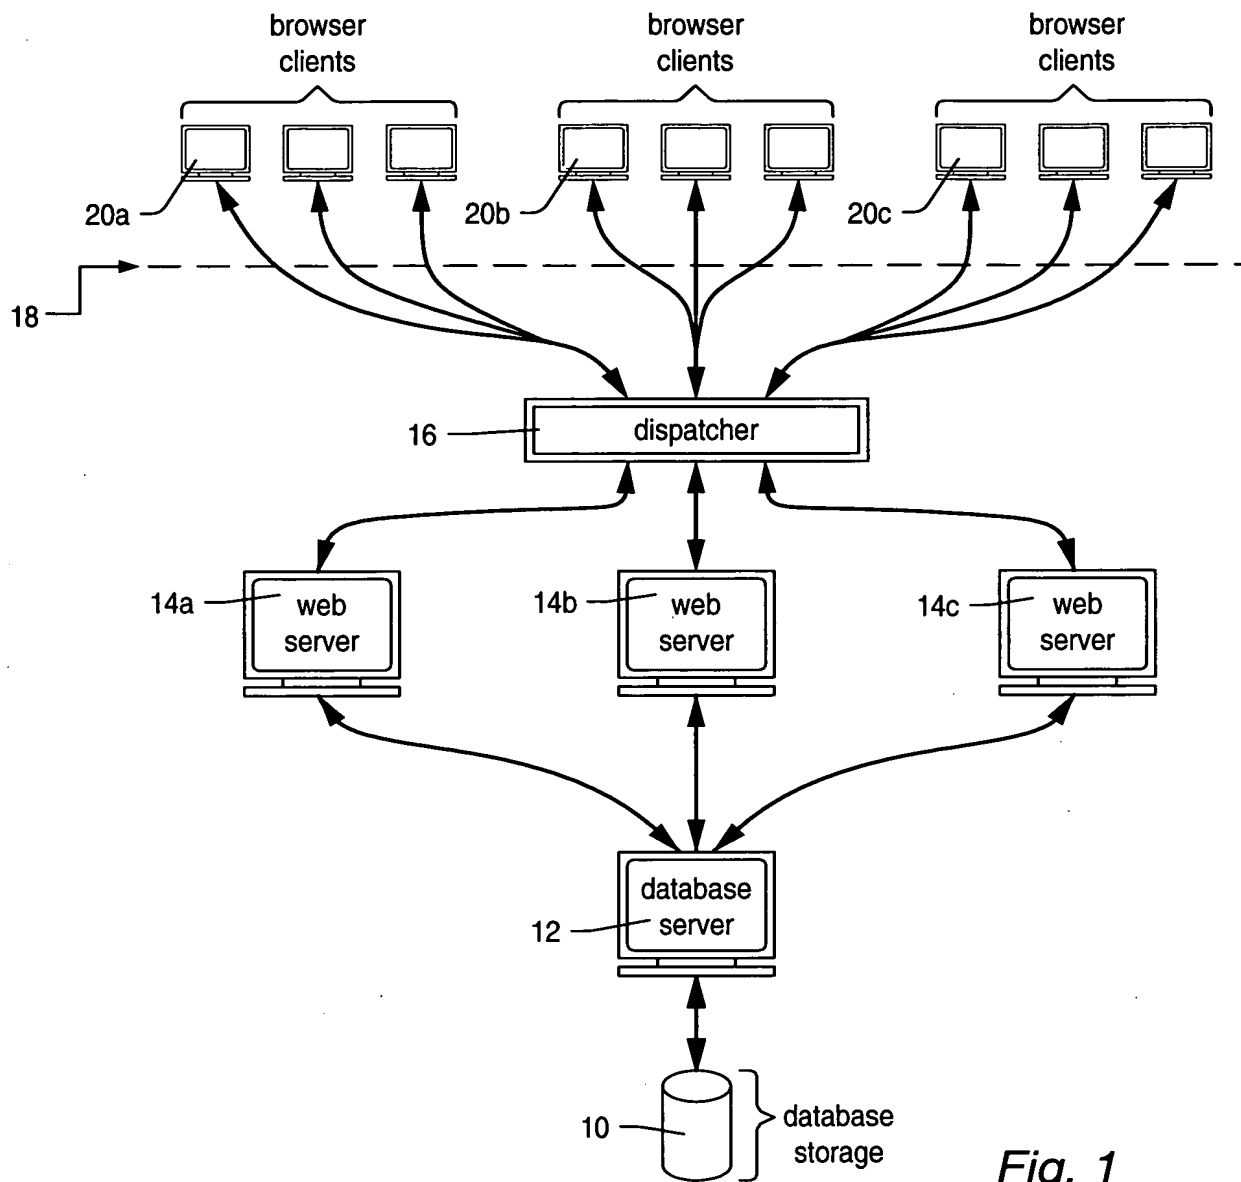 browser
clients
browser
clients
browser
clients
20a
20b
20c
18
16
dispatcher
14a
web
server
14b
web
server
14c
web
server
12
database
server
10
database
storage
Fig. 1